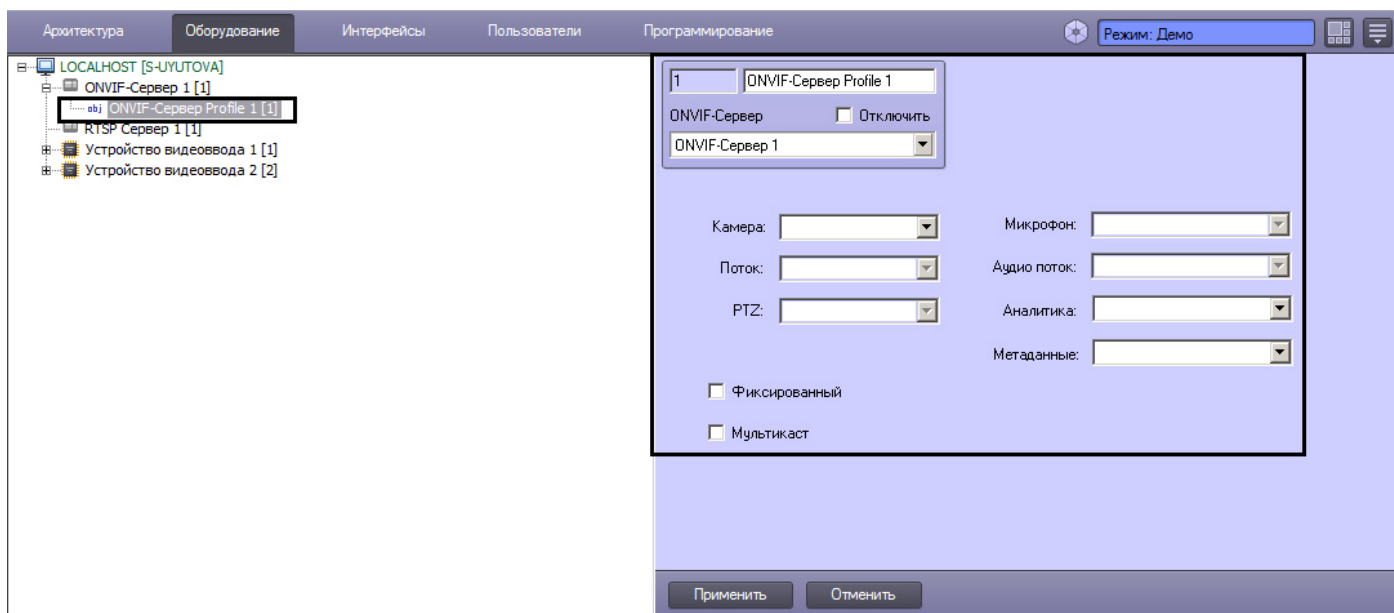 Архитектура Оборудование Интерфейсы Пользователи Программирование Режим: Демо
LOCALHOST [S-UYUTOVA]
ONVIF-Сервер 1 [1]
obj ONVIF-Сервер Profile 1 [1]
RTSP Сервер 1 [1]
Устройство видеоввода 1 [1]
Устройство видеоввода 2 [2]
1 ONVIF-Сервер Profile 1
ONVIF-Сервер Отключить
ONVIF-Сервер 1
Камера: Микрофон:
Поток: Аудио поток:
PTZ: Аналитика:
Метаданные:
Фиксированный
Мультикаст
Применить Отменить